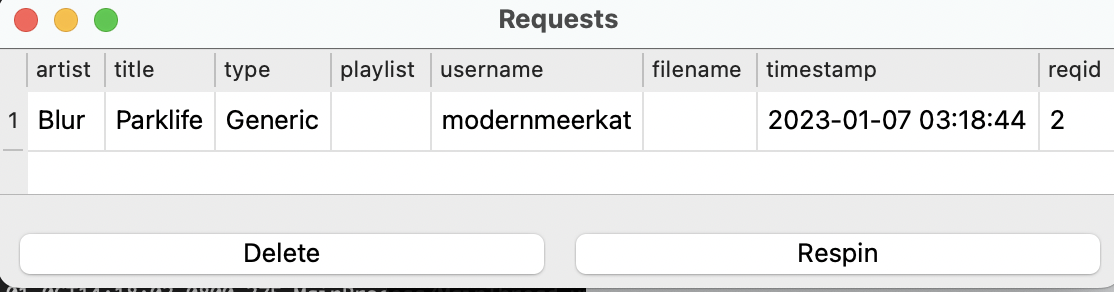 Requests
artist title type playlist username filename timestamp reqid
1 Blur Parklife Generic modernmeerkat 2023-01-07 03:18:44 2
Delete Respin